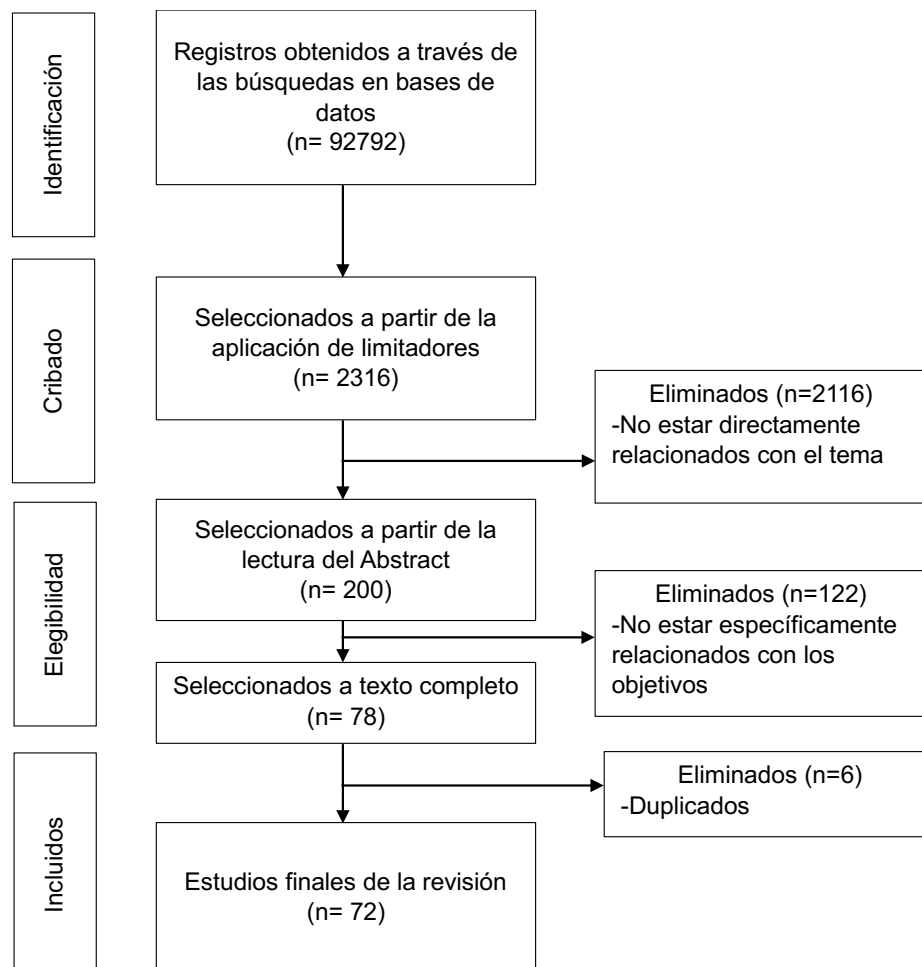 Identificación
Registros obtenidos a través de
las búsquedas en bases de
datos
(n= 92792)
Cribado
Seleccionados a partir de la
aplicación de limitadores
(n= 2316)
Eliminados (n=2116)
-No estar directamente
relacionados con el tema
Elegibilidad
Seleccionados a partir de la
lectura del Abstract
(n= 200)
Eliminados (n=122)
-No estar específicamente
relacionados con los
objetivos
Seleccionados a texto completo
(n= 78)
Incluidos
Eliminados (n=6)
-Duplicados
Estudios finales de la revisión
(n= 72)